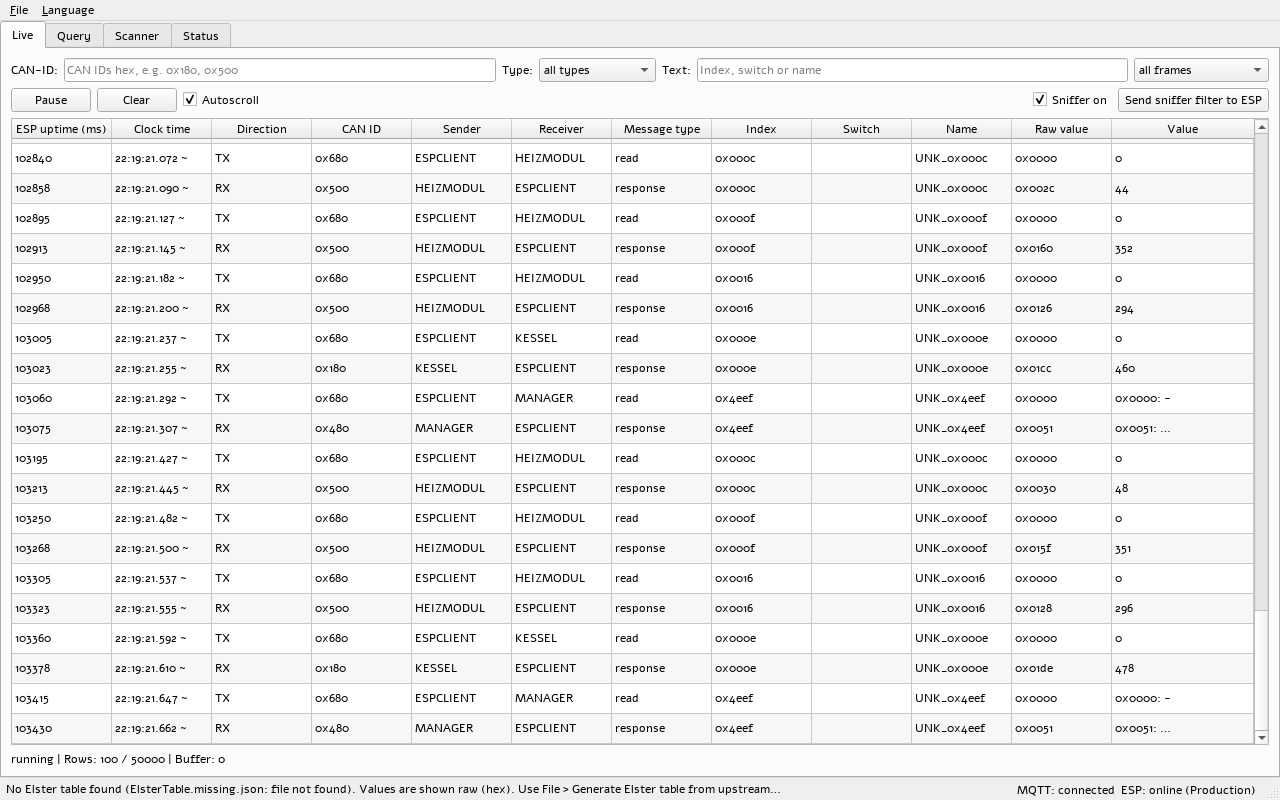 File Language
Live Query Scanner Status
CAN-ID: CAN IDs hex, e.g. 0x180, 0x500 Type: all types Text: Index, switch or name all frames
Pause Clear Autoscroll Sniffer on Send sniffer filter to ESP
ESP uptime (ms) Clock time Direction CAN ID Sender Receiver Message type Index Switch Name Raw value Value
102840 22:19:21.072 ~ TX 0x680 ESPCLIENT HEIZMODUL read 0x000c UNK_0x000c 0x0000 0
102858 22:19:21.090 ~ RX 0x500 HEIZMODUL ESPCLIENT response 0x000c UNK_0x000c 0x002c 44
102895 22:19:21.127 ~ TX 0x680 ESPCLIENT HEIZMODUL read 0x000f UNK_0x000f 0x0000 0
102913 22:19:21.145 ~ RX 0x500 HEIZMODUL ESPCLIENT response 0x000f UNK_0x000f 0x0160 352
102950 22:19:21.182 ~ TX 0x680 ESPCLIENT HEIZMODUL read 0x0016 UNK_0x0016 0x0000 0
102968 22:19:21.200 ~ RX 0x500 HEIZMODUL ESPCLIENT response 0x0016 UNK_0x0016 0x0126 294
103005 22:19:21.237 ~ TX 0x680 ESPCLIENT KESSEL read 0x000e UNK_0x000e 0x0000 0
103023 22:19:21.255 ~ RX 0x180 KESSEL ESPCLIENT response 0x000e UNK_0x000e 0x01cc 460
103060 22:19:21.292 ~ TX 0x680 ESPCLIENT MANAGER read 0x4eef UNK_0x4eef 0x0000 0x0000: -
103075 22:19:21.307 ~ RX 0x480 MANAGER ESPCLIENT response 0x4eef UNK_0x4eef 0x0051 0x0051: ...
103195 22:19:21.427 ~ TX 0x680 ESPCLIENT HEIZMODUL read 0x000c UNK_0x000c 0x0000 0
103213 22:19:21.445 ~ RX 0x500 HEIZMODUL ESPCLIENT response 0x000c UNK_0x000c 0x0030 48
103250 22:19:21.482 ~ TX 0x680 ESPCLIENT HEIZMODUL read 0x000f UNK_0x000f 0x0000 0
103268 22:19:21.500 ~ RX 0x500 HEIZMODUL ESPCLIENT response 0x000f UNK_0x000f 0x015f 351
103305 22:19:21.537 ~ TX 0x680 ESPCLIENT HEIZMODUL read 0x0016 UNK_0x0016 0x0000 0
103323 22:19:21.555 ~ RX 0x500 HEIZMODUL ESPCLIENT response 0x0016 UNK_0x0016 0x0128 296
103360 22:19:21.592 ~ TX 0x680 ESPCLIENT KESSEL read 0x000e UNK_0x000e 0x0000 0
103378 22:19:21.610 ~ RX 0x180 KESSEL ESPCLIENT response 0x000e UNK_0x000e 0x01de 478
103415 22:19:21.647 ~ TX 0x680 ESPCLIENT MANAGER read 0x4eef UNK_0x4eef 0x0000 0x0000: -
103430 22:19:21.662 ~ RX 0x480 MANAGER ESPCLIENT response 0x4eef UNK_0x4eef 0x0051 0x0051: ...
running | Rows: 100 / 50000 | Buffer: 0
No Elster table found (ElsterTable.missing.json: file not found). Values are shown raw (hex). Use File > Generate Elster table from upstream... MQTT: connected ESP: online (Production)